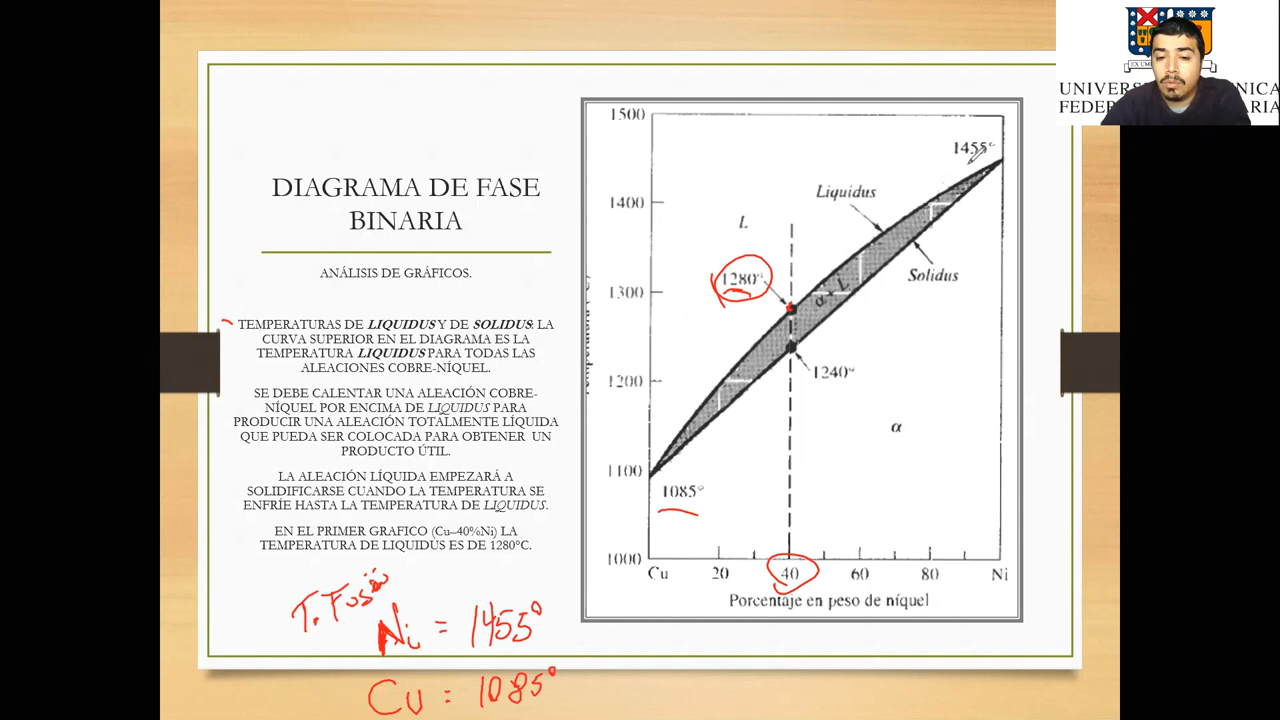 DIAGRAMA DE FASE
BINARIA
ANÁLISIS DE GRÁFICOS.
TEMPERATURAS DE LIQUIDUS Y DE SOLIDUS: LA
CURVA SUPERIOR EN EL DIAGRAMA ES LA
TEMPERATURA LIQUIDUS PARA TODAS LAS
ALEACIONES COBRE-NÍQUEL.
SE DEBE CALENTAR UNA ALEACIÓN COBRE-
NÍQUEL POR ENCIMA DE LIQUIDUS PARA
PRODUCIR UNA ALEACIÓN TOTALMENTE LÍQUIDA
QUE PUEDA SER COLOCADA PARA OBTENER UN
PRODUCTO ÚTIL.
LA ALEACIÓN LÍQUIDA EMPEZARÁ A
SOLIDIFICARSE CUANDO LA TEMPERATURA SE
ENFRÍE HASTA LA TEMPERATURA DE LIQUIDUS.
EN EL PRIMER GRAFICO (Cu–40%Ni) LA
TEMPERATURA DE LIQUIDUS ES DE 1280°C.
T. Fusión
Ni = 1455°
Cu = 1085°
1500
1455°
1400
Liquidus
L
Solidus
1300
1280°
α + L
1240°
1200
α
1100
1085°
1000
Cu 20 40 60 80 Ni
Porcentaje en peso de níquel